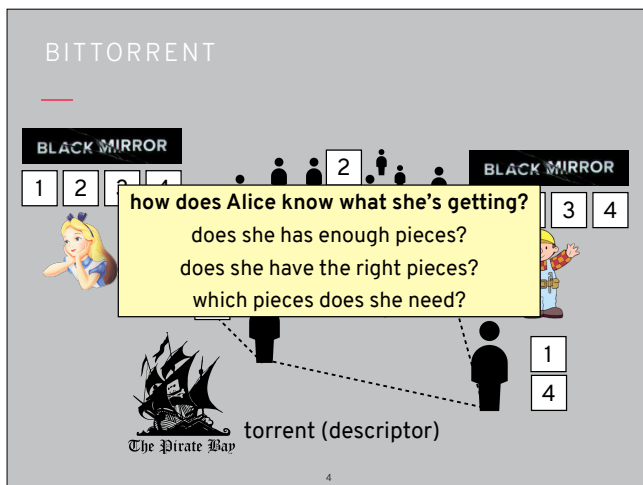 BITTORRENT
BLACK MIRROR
1 2 3 4
2
BLACK MIRROR
3 4
how does Alice know what she's getting?
does she has enough pieces?
does she have the right pieces?
which pieces does she need?
1
4
The Pirate Bay
torrent (descriptor)
4